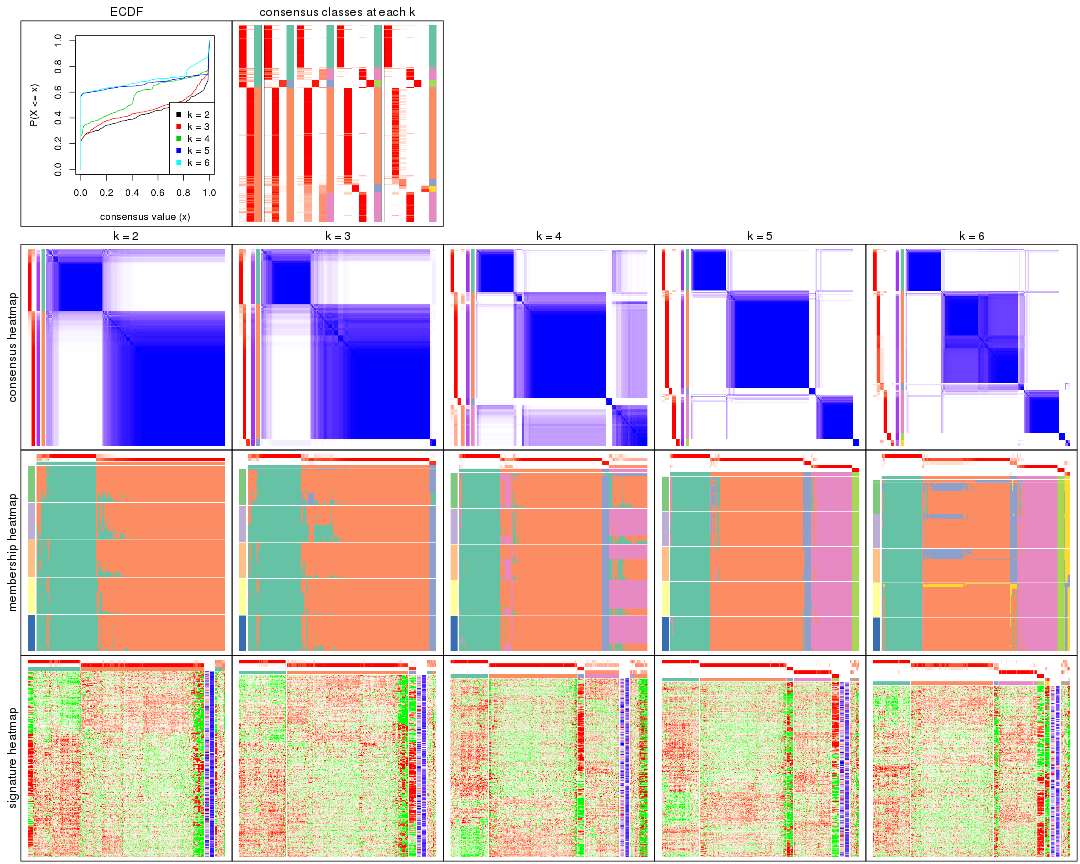 ECDF
consensus classes at each k
P(X <= x)
0.0 0.2 0.4 0.6 0.8 1.0
k = 2
k = 3
k = 4
k = 5
k = 6
0.0 0.2 0.4 0.6 0.8 1.0
consensus value (x)
k = 2 k = 3 k = 4 k = 5 k = 6
consensus heatmap
membership heatmap
signature heatmap